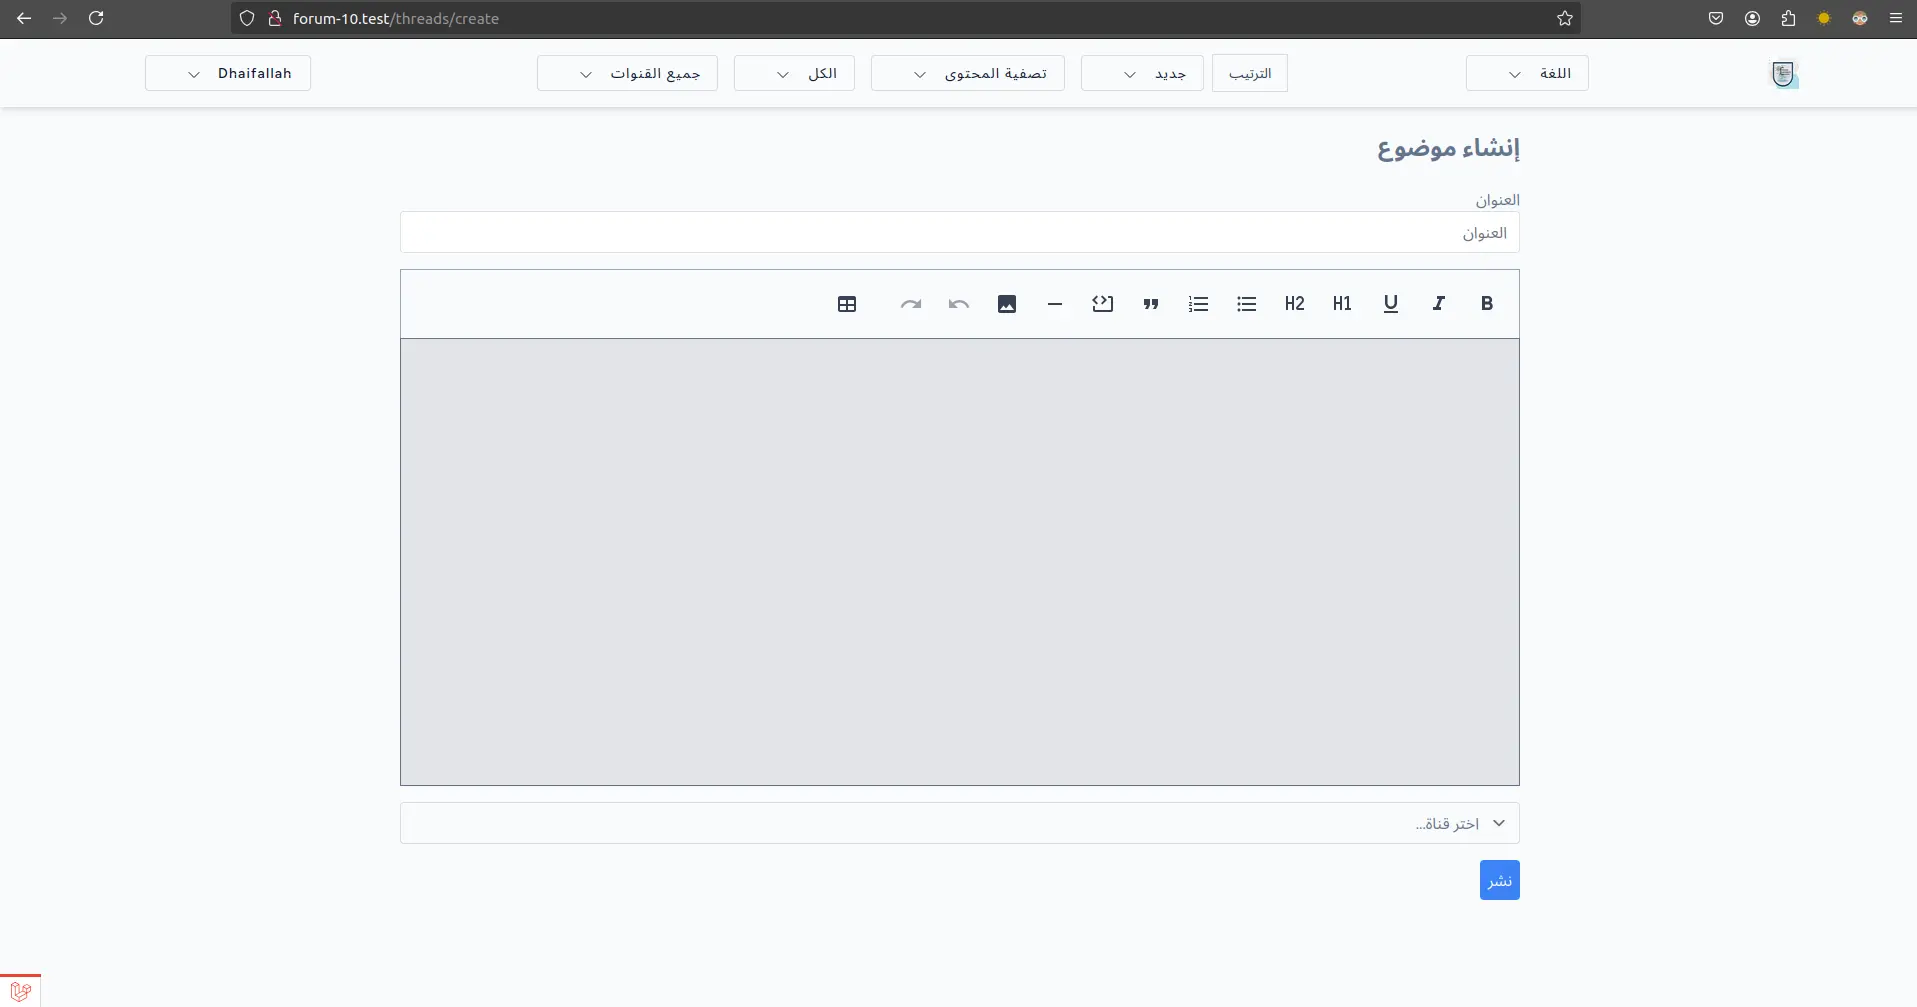 forum-10.test/threads/create
اللغة
الترتيب
جديد
تصفية المحتوى
الكل
جميع القنوات
Dhaifallah
إنشاء موضوع
العنوان
العنوان
B I U H1 H2
اختر قناة...
نشر